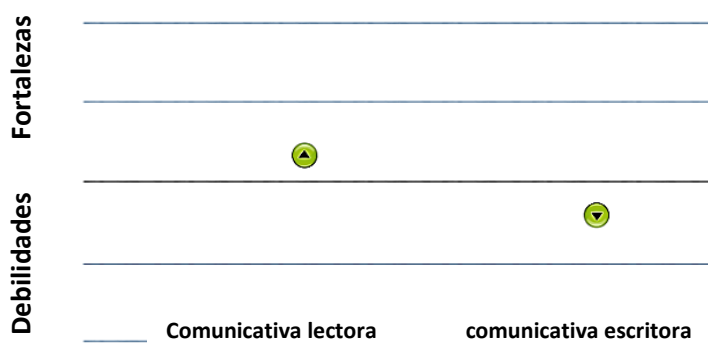 Fortalezas
Debilidades
Comunicativa lectora
comunicativa escritora